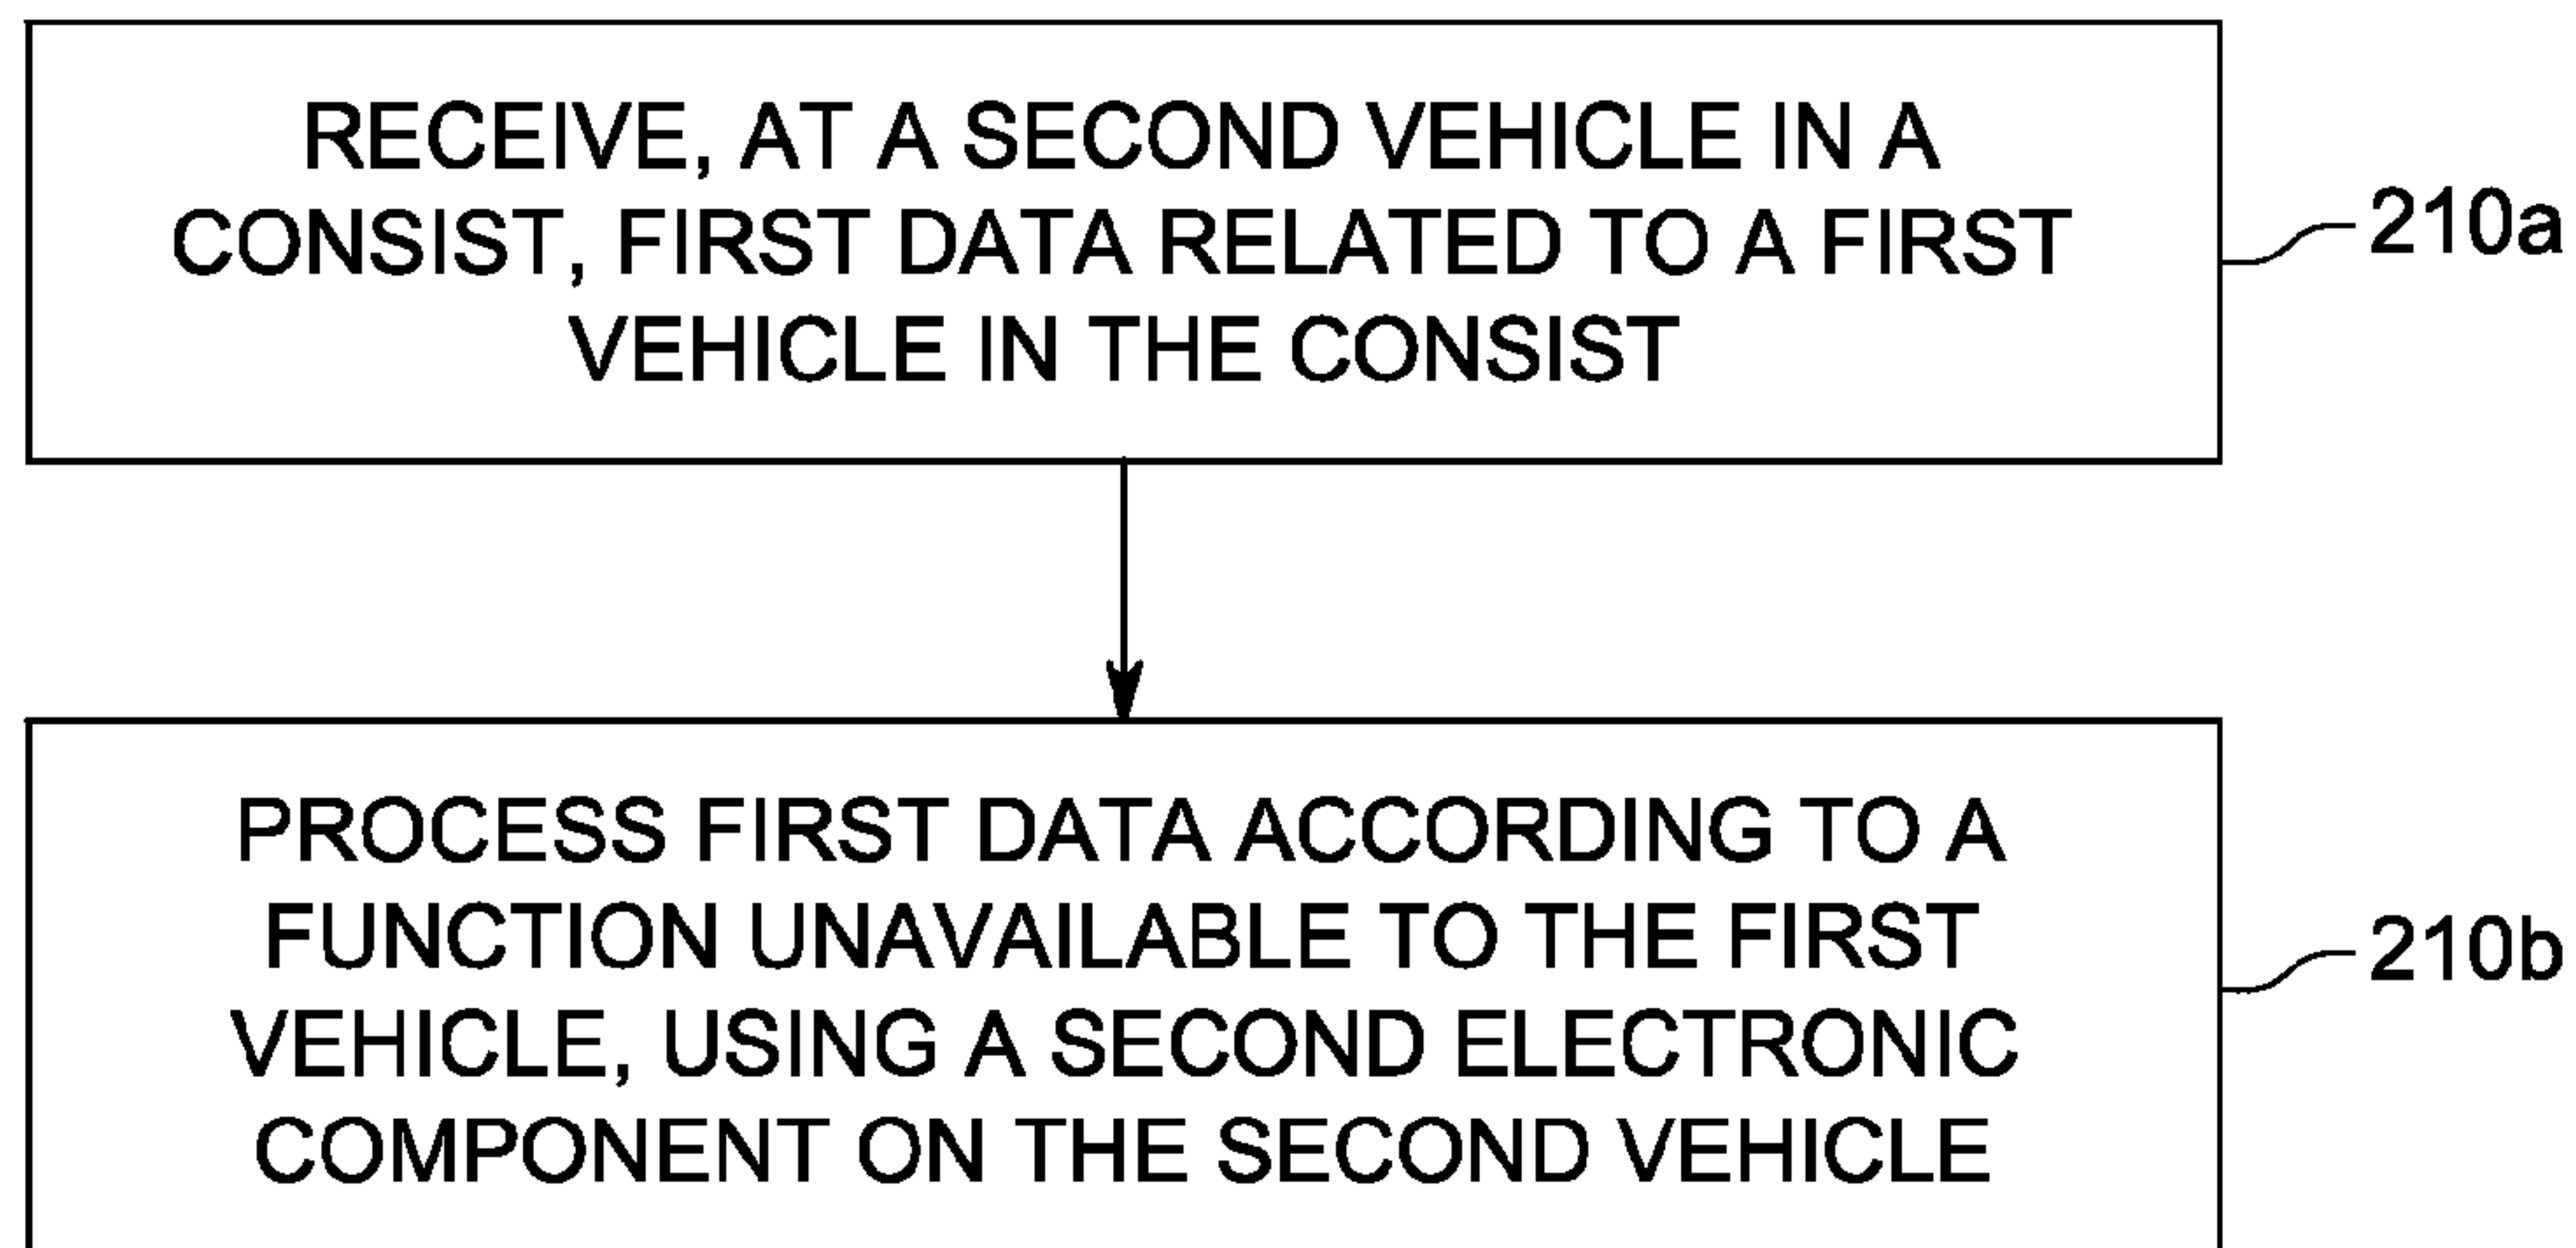 RECEIVE, AT A SECOND VEHICLE IN A
CONSIST, FIRST DATA RELATED TO A FIRST
VEHICLE IN THE CONSIST
210a
PROCESS FIRST DATA ACCORDING TO A
FUNCTION UNAVAILABLE TO THE FIRST
VEHICLE, USING A SECOND ELECTRONIC
COMPONENT ON THE SECOND VEHICLE
210b